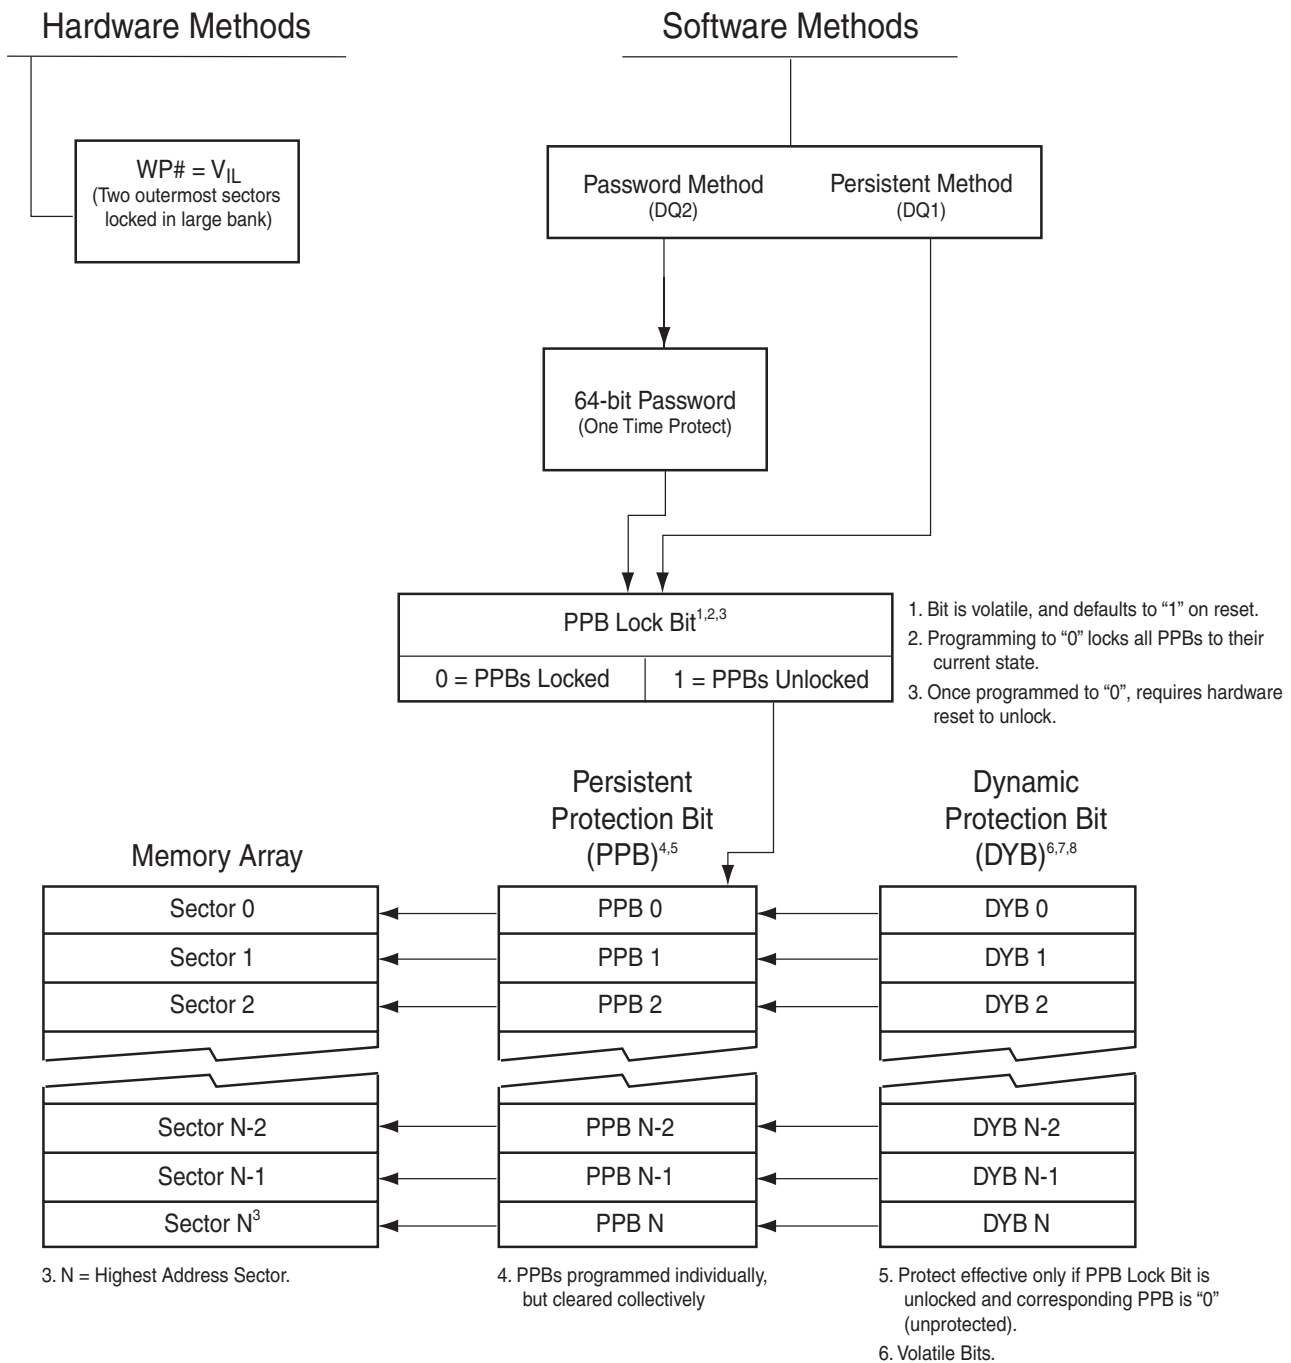 Hardware Methods
Software Methods
WP# = VIL
(Two outermost sectors
locked in large bank)
Password Method
(DQ2)
Persistent Method
(DQ1)
64-bit Password
(One Time Protect)
PPB Lock Bit1,2,3
0 = PPBs Locked
1 = PPBs Unlocked
1. Bit is volatile, and defaults to “1” on reset.
2. Programming to “0” locks all PPBs to their
current state.
3. Once programmed to “0”, requires hardware
reset to unlock.
Memory Array
Persistent
Protection Bit
(PPB)4,5
Dynamic
Protection Bit
(DYB)6,7,8
Sector 0
PPB 0
DYB 0
Sector 1
PPB 1
DYB 1
Sector 2
PPB 2
DYB 2
Sector N-2
PPB N-2
DYB N-2
Sector N-1
PPB N-1
DYB N-1
Sector N3
PPB N
DYB N
3. N = Highest Address Sector.
4. PPBs programmed individually,
but cleared collectively
5. Protect effective only if PPB Lock Bit is
unlocked and corresponding PPB is “0”
(unprotected).
6. Volatile Bits.